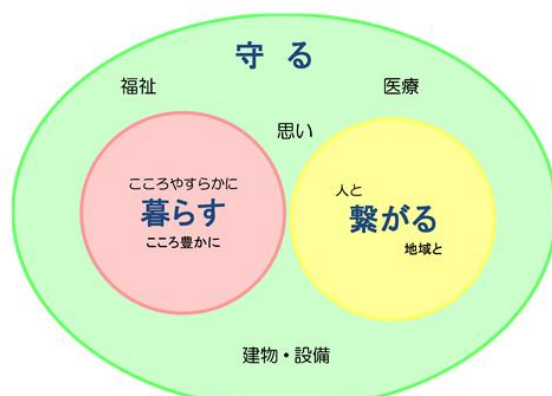 守る
福祉
医療
思い
こころやすらかに
暮らす
こころ豊かに
人と
繋がる
地域と
建物・設備